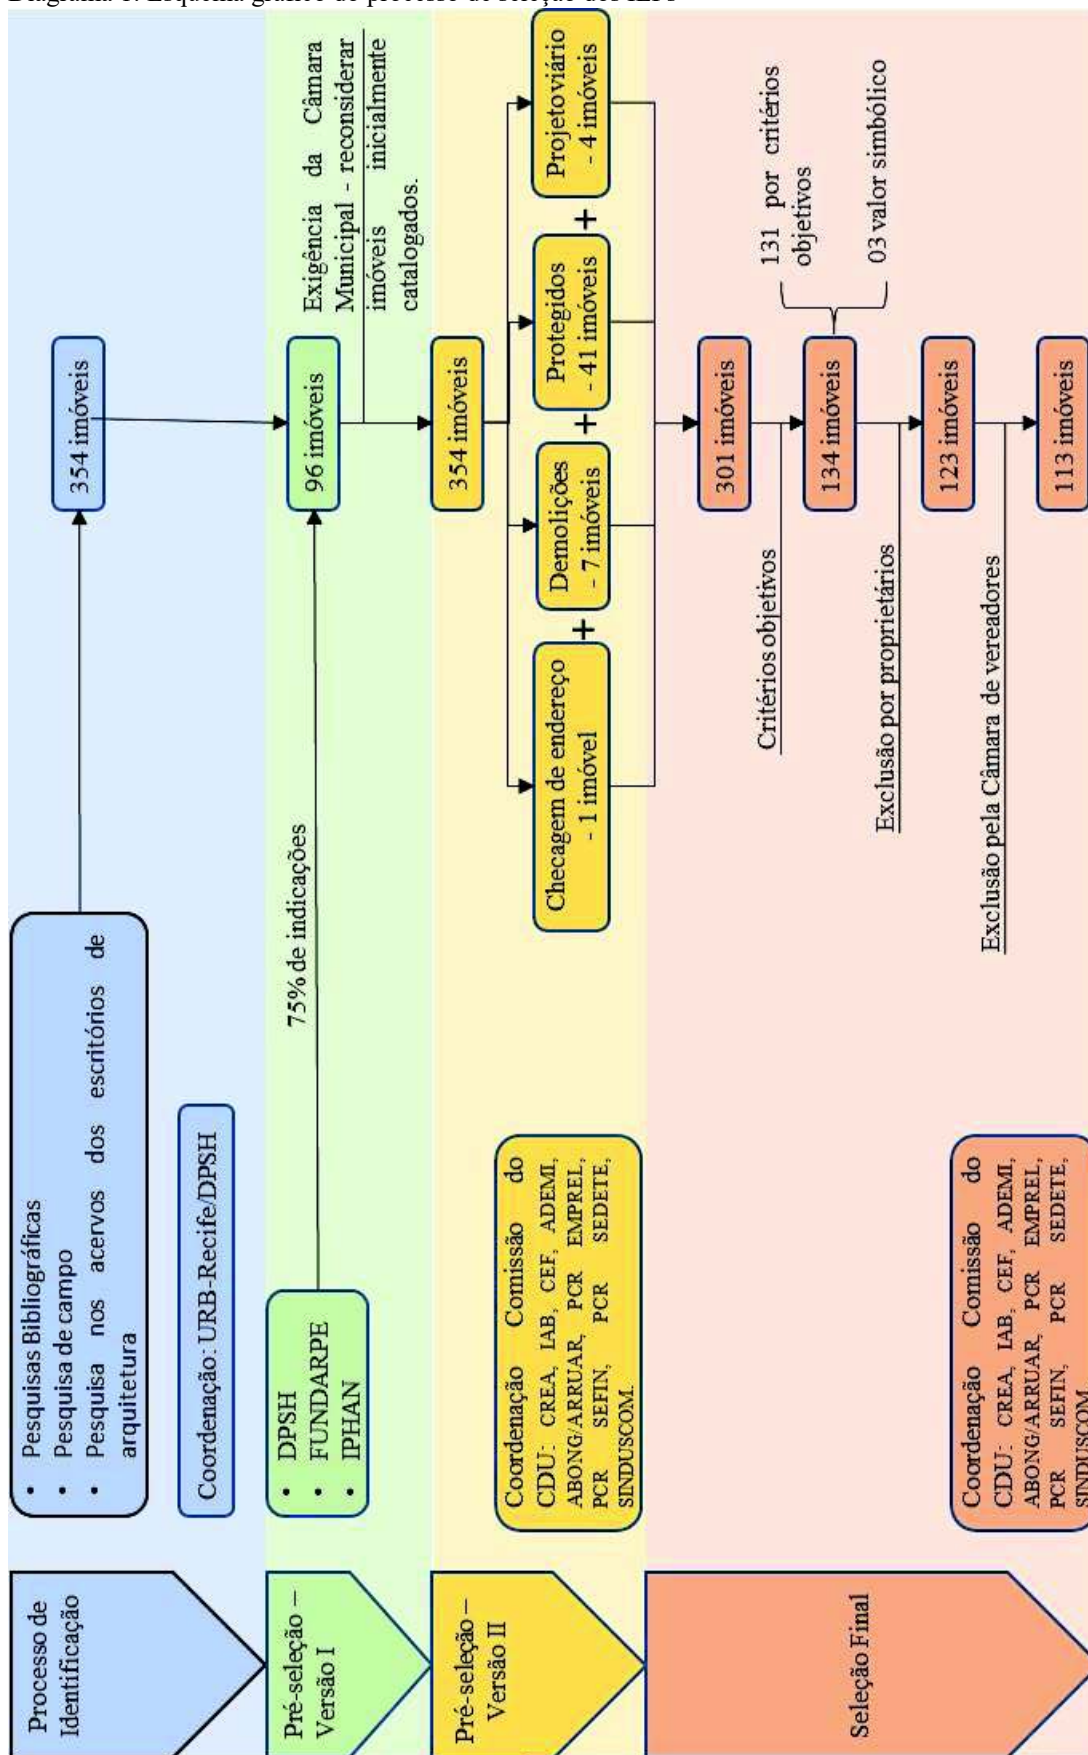 Processo de
Identificação
• Pesquisas Bibliográficas
• Pesquisa de campo
• Pesquisa nos acervos dos escritórios de
arquitetura
Coordenação: URB-Recife/DPSH
354 imóveis
Pré-seleção –
Versão I
• DPSH
• FUNDARPE
• IPHAN
75% de indicações
96 imóveis
Exigência da Câmara
Municipal - reconsiderar
imóveis inicialmente
catalogados.
Pré-seleção –
Versão II
Coordenação Comissão do
CDU: CREA, IAB, CEF, ADEMI,
ABONG/ARRUAR, PCR EMPREL,
PCR SEFIN, PCR SEDETE,
SINDUSCOM.
354 imóveis
Checagem de endereço
- 1 imóvel
+
Demolições
- 7 imóveis
+
Protegidos
- 41 imóveis
+
Projeto viário
- 4 imóveis
Seleção Final
Coordenação Comissão do
CDU: CREA, IAB, CEF, ADEMI,
ABONG/ARRUAR, PCR EMPREL,
PCR SEFIN, PCR SEDETE,
SINDUSCOM
301 imóveis
Critérios objetivos
134 imóveis
131 por critérios
objetivos
03 valor simbólico
Exclusão por proprietários
123 imóveis
Exclusão pela Câmara de vereadores
113 imóveis